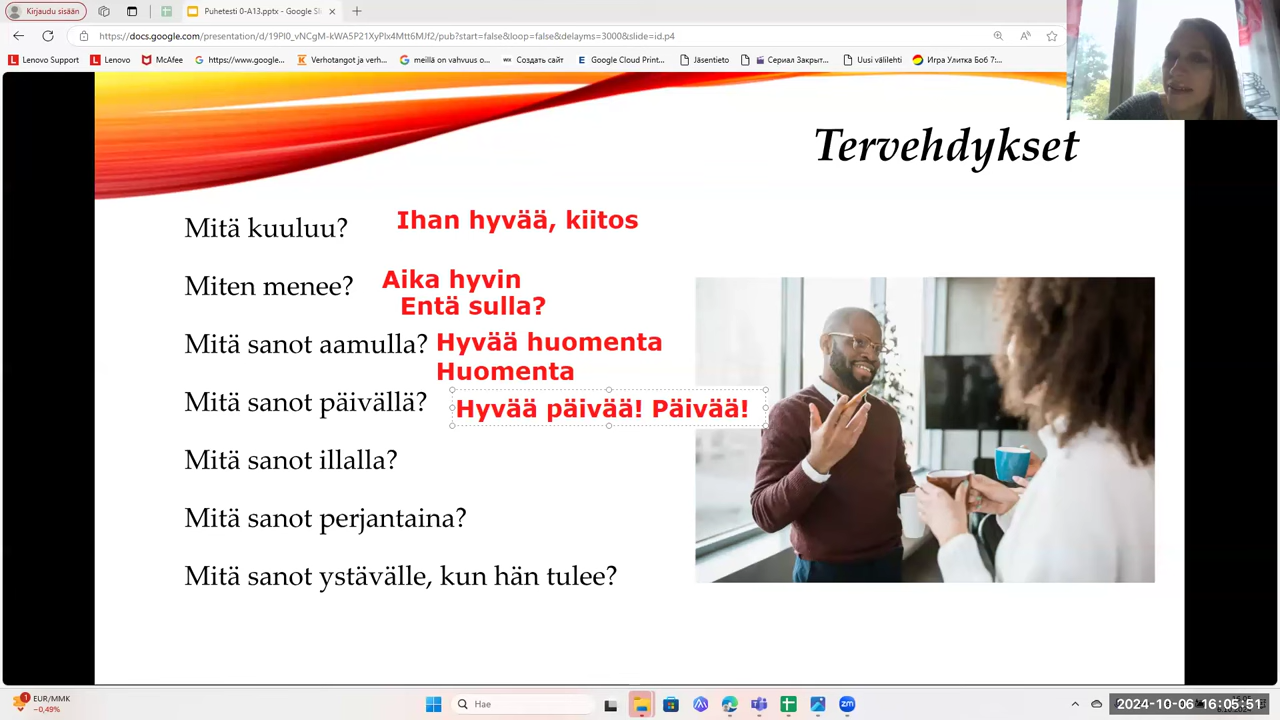 Kirjaudu sisään
Puhetesti 0-A13.pptx - Google Sl
https://docs.google.com/presentation/d/19PI0_vNCgM-kWA5P21XyPlx4Mtt6MJf2/pub?start=false&loop=false&delayms=3000&slide=id.p4
Lenovo Support
Lenovo
McAfee
https://www.google...
Verhotangot ja verh...
meillä on vahvuus o...
Создать сайт
Google Cloud Print...
Jäsentieto
Сериал Закрыт...
Uusi välilehti
Игра Улитка Боб 7:...
Tervehdykset
Mitä kuuluu? Ihan hyvää, kiitos
Miten menee? Aika hyvin
Entä sulla?
Mitä sanot aamulla? Hyvää huomenta
Huomenta
Mitä sanot päivällä? Hyvää päivää! Päivää!
Mitä sanot illalla?
Mitä sanot perjantaina?
Mitä sanot ystävälle, kun hän tulee?
EUR/MMK
-0,49%
Hae
2024-10-06 16:05:51